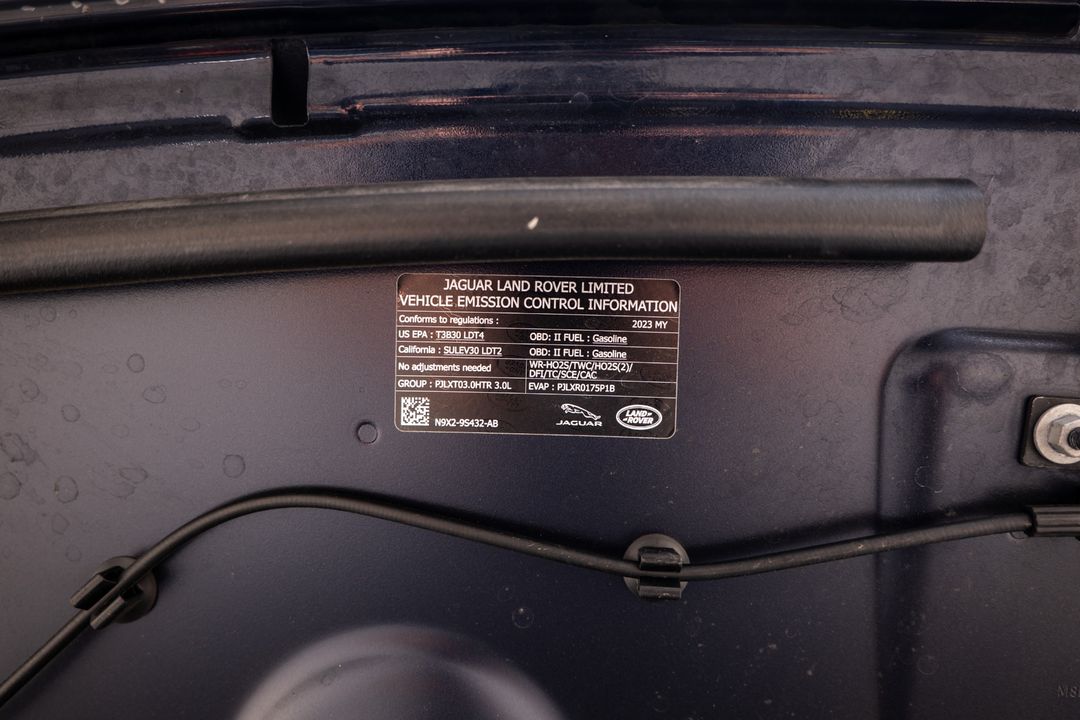 JAGUAR LAND ROVER LIMITED
VEHICLE EMISSION CONTROL INFORMATION
Conforms to regulations : 2023 MY
US EPA : T3B30 LDT4 OBD: II FUEL : Gasoline
California : SULEV30 LDT2 OBD: II FUEL : Gasoline
No adjustments needed WR-HO2S/TWC/HO2S(2)/
DFI/TC/SCE/CAC
GROUP : PJLXT03.0HTR 3.0L EVAP : PJLXR0175P1B
N9X2-9S432-AB
JAGUAR
LAND-
-ROVER